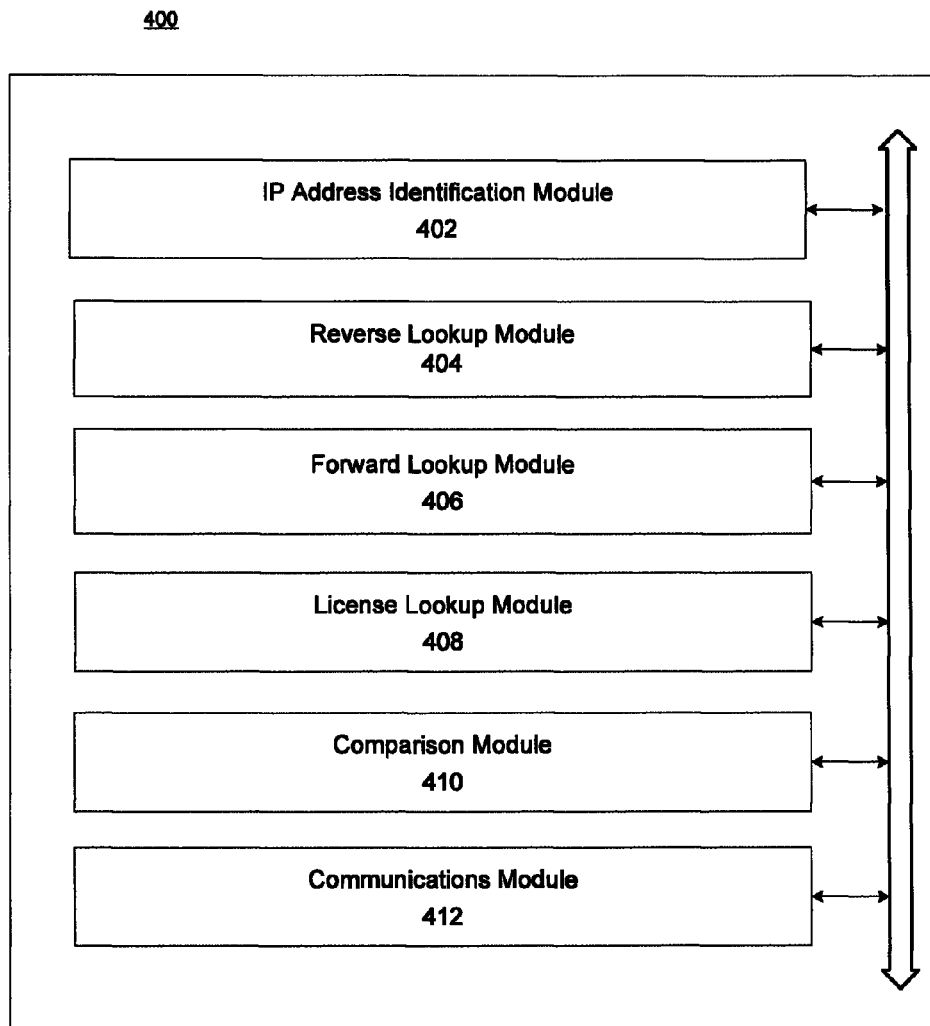 400
IP Address Identification Module
402
Reverse Lookup Module
404
Forward Lookup Module
406
License Lookup Module
408
Comparison Module
410
Communications Module
412